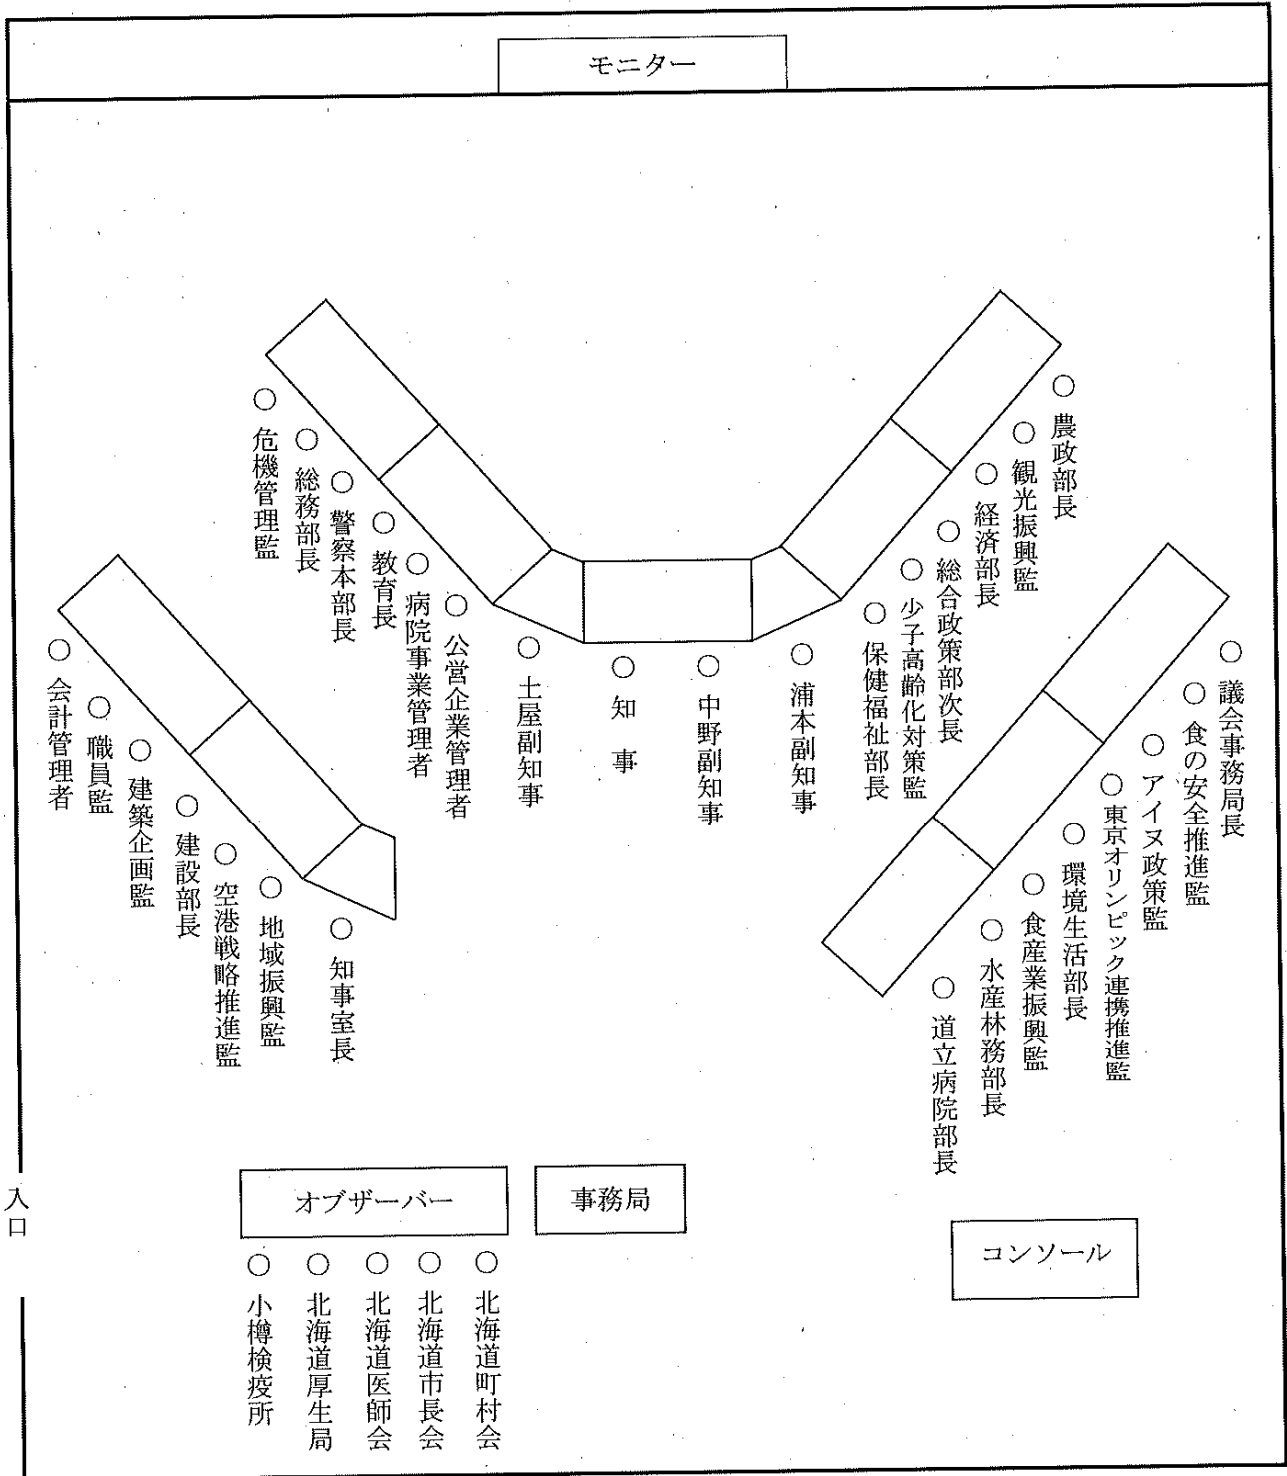 モニター
危機管理監
総務部長
警察本部長
教育長
病院事業管理者
公営企業管理者
土屋副知事
知 事
中野副知事
浦本副知事
保健福祉部長
少子高齢化対策監
総合政策部次長
経済部長
観光振興監
農政部長
会計管理者
職員監
建築企画監
建設部長
空港戦略推進監
地域振興監
知事室長
道立病院部長
水産林務部長
食産業振興監
環境生活部長
東京オリンピック連携推進監
アイヌ政策監
食の安全推進監
議会事務局長
入口
オブザーバー
事務局
コンソール
小樽検疫所
北海道厚生局
北海道医師会
北海道市長会
北海道町村会